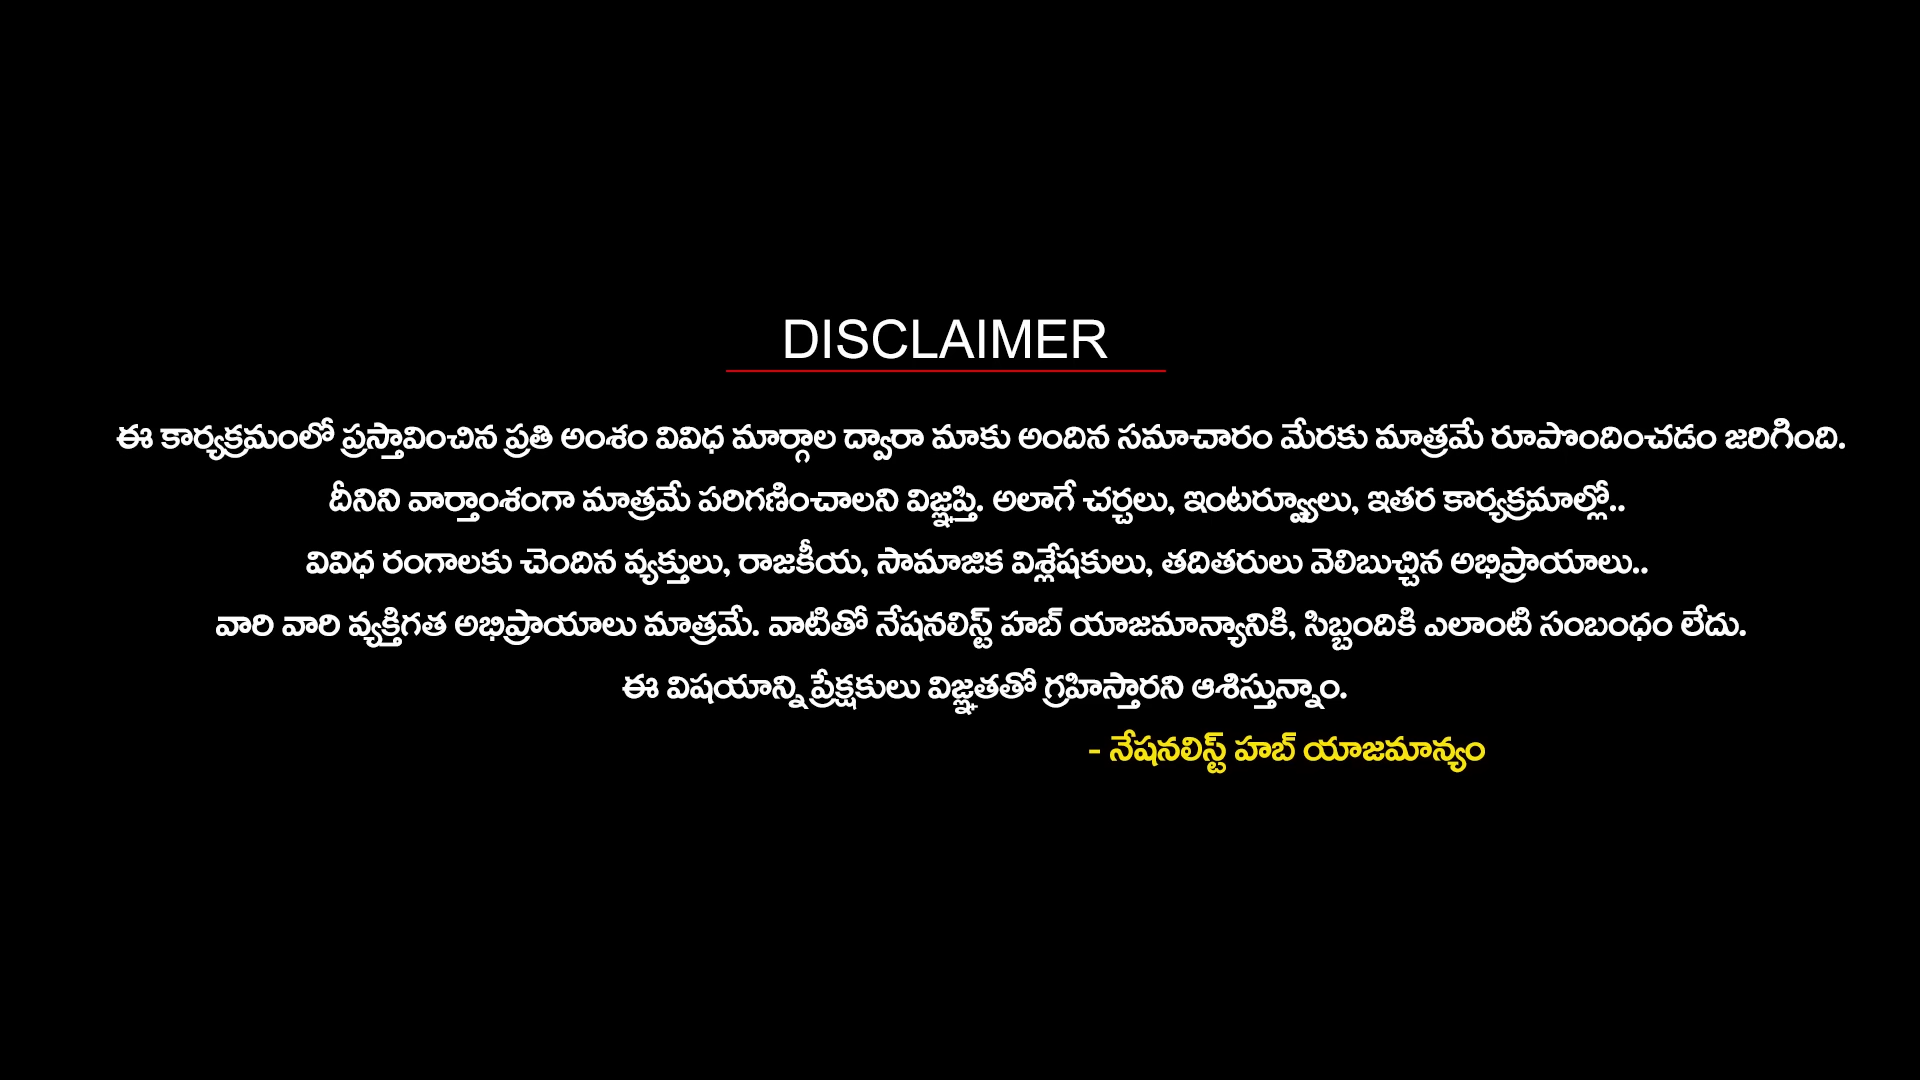 DISCLAIMER
ఈ కార్యక్రమంలో ప్రస్తావించిన ప్రతి అంశం వివిధ మార్గాల ద్వారా మాకు అందిన సమాచారం మేరకు మాత్రమే రూపొందించడం జరిగింది.
దీనిని వార్తాంశంగా మాత్రమే పరిగణించాలని విజ్ఞప్తి. అలాగే చర్చలు, ఇంటర్వ్యూలు, ఇతర కార్యక్రమాల్లో..
వివిధ రంగాలకు చెందిన వ్యక్తులు, రాజకీయ, సామాజిక విశ్లేషకులు, తదితరులు వెలిబుచ్చిన అభిప్రాయాలు..
వారి వారి వ్యక్తిగత అభిప్రాయాలు మాత్రమే. వాటితో నేషనలిస్ట్ హబ్ యాజమాన్యానికి, సిబ్బందికి ఎలాంటి సంబంధం లేదు.
ఈ విషయాన్ని ప్రేక్షకులు విజ్ఞతతో గ్రహిస్తారని ఆశిస్తున్నాం.
- నేషనలిస్ట్ హబ్ యాజమాన్యం